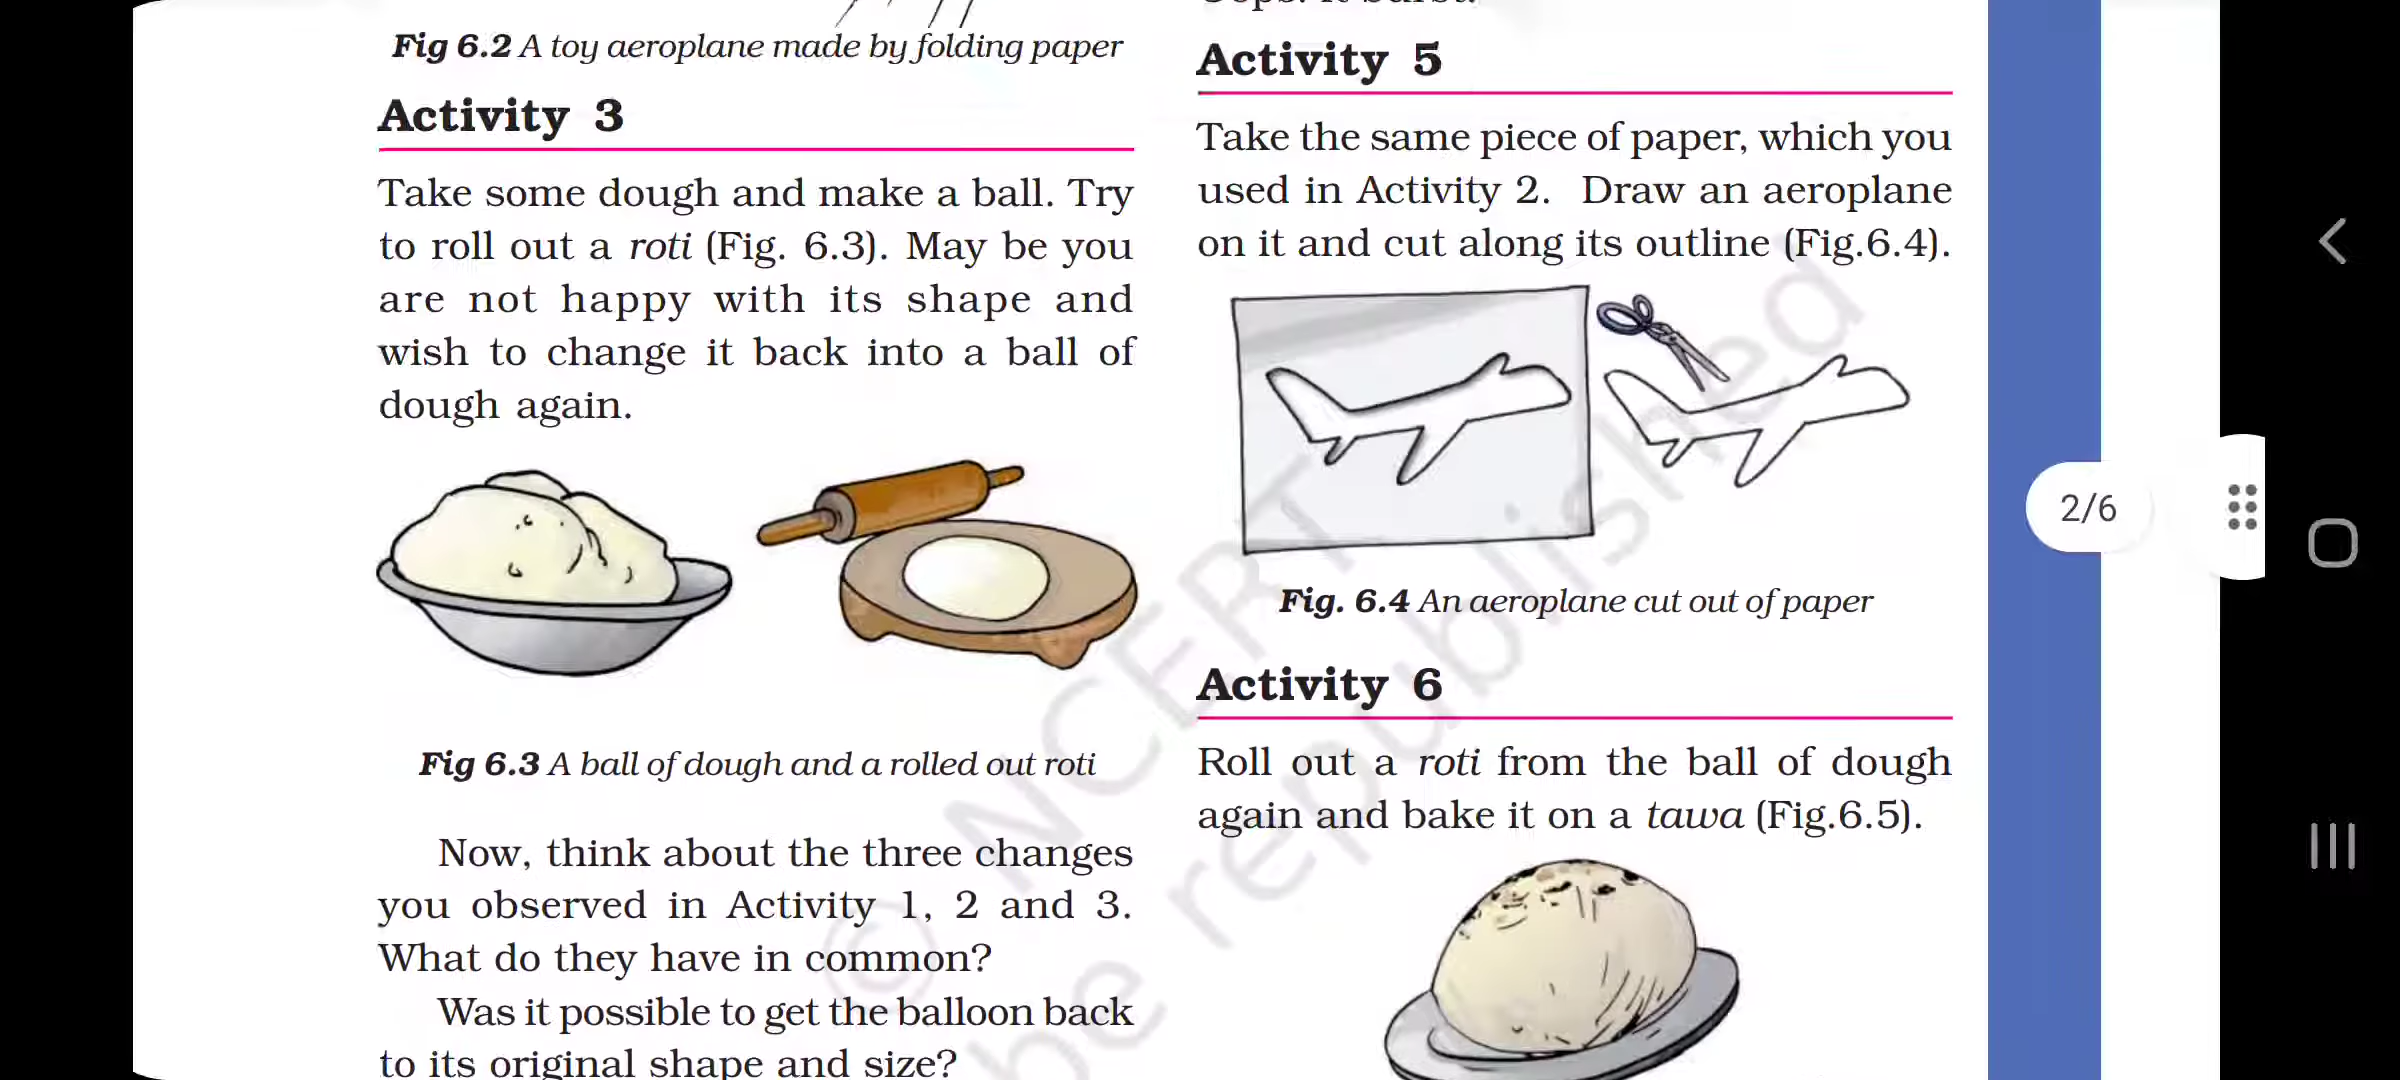 Fig 6.2 A toy aeroplane made by folding paper
Activity 3
Take some dough and make a ball. Try
to roll out a roti (Fig. 6.3). May be you
are not happy with its shape and
wish to change it back into a ball of
dough again.
Fig 6.3 A ball of dough and a rolled out roti
Now, think about the three changes
you observed in Activity 1, 2 and 3.
What do they have in common?
Was it possible to get the balloon back
to its original shape and size?
Activity 5
Take the same piece of paper, which you
used in Activity 2. Draw an aeroplane
on it and cut along its outline (Fig.6.4).
Fig. 6.4 An aeroplane cut out of paper
Activity 6
Roll out a roti from the ball of dough
again and bake it on a tawa (Fig.6.5).
© NCERT
be republished
2/6